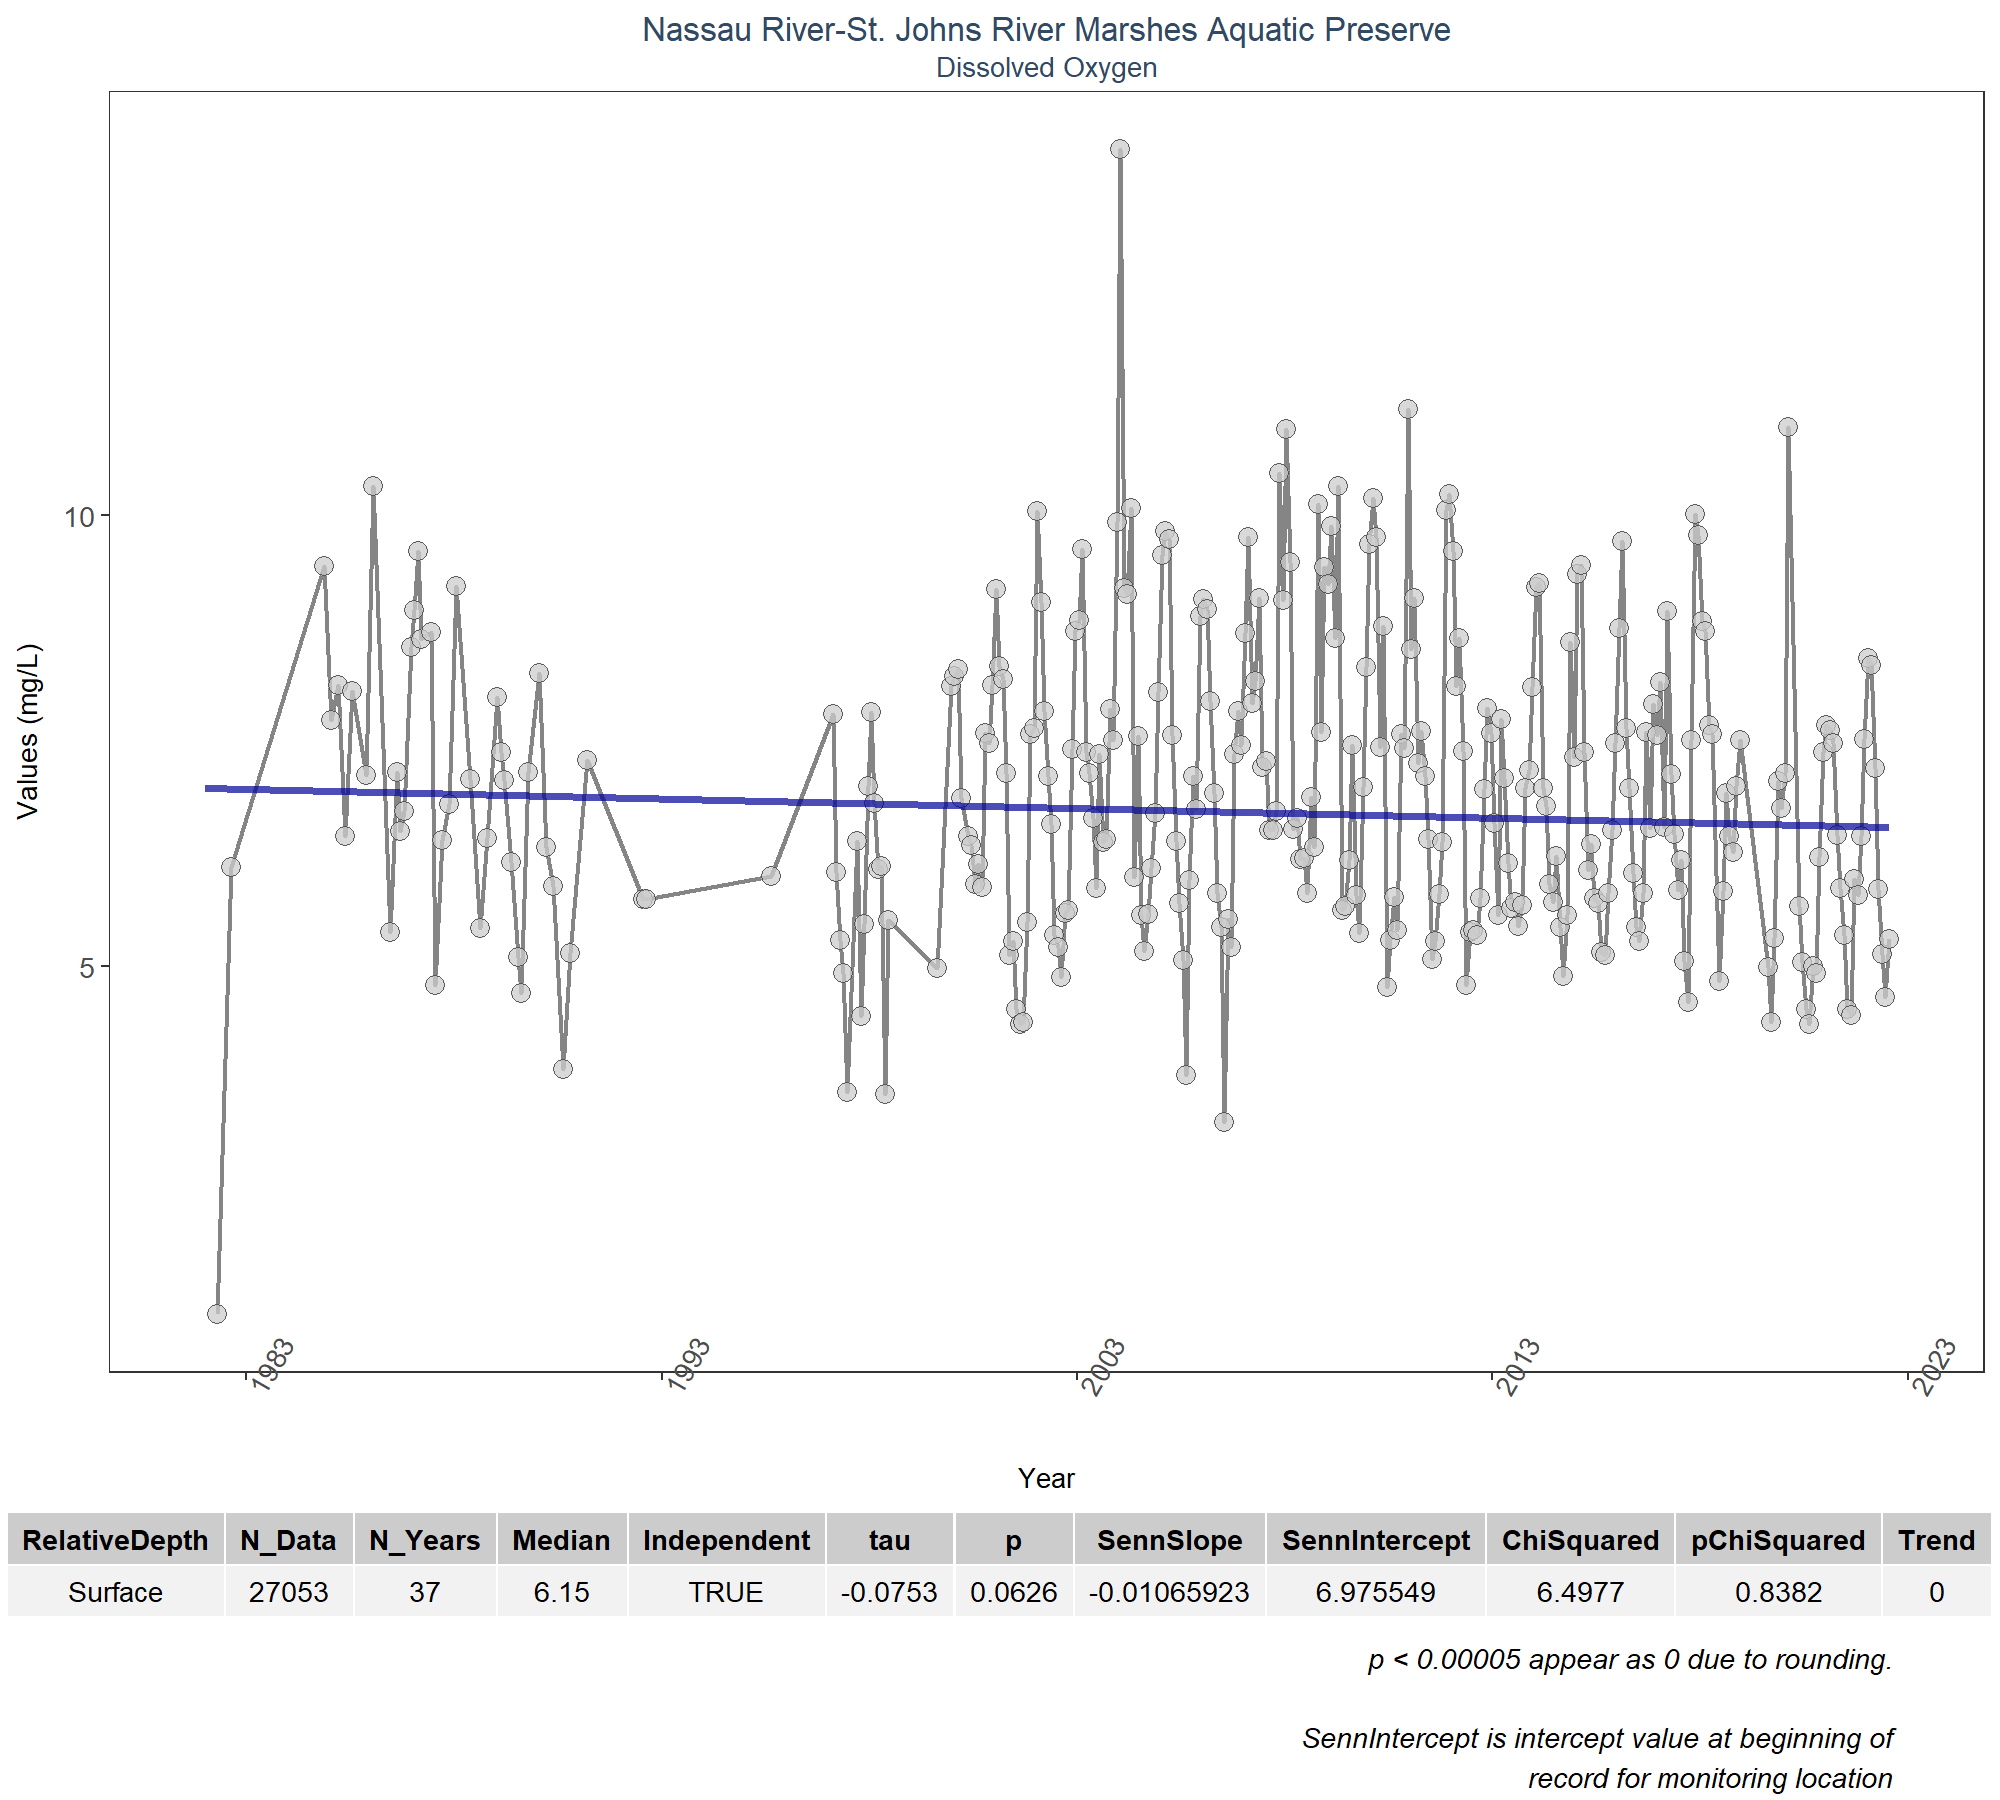 Nassau River-St. Johns River Marshes Aquatic Preserve
Dissolved Oxygen
Values (mg/L)
10
5
1983 1993 2003 2013 2023
Year
RelativeDepth N_Data N_Years Median Independent tau p SennSlope SennIntercept ChiSquared pChiSquared Trend
Surface 27053 37 6.15 TRUE -0.0753 0.0626 -0.01065923 6.975549 6.4977 0.8382 0
p < 0.00005 appear as 0 due to rounding.
SennIntercept is intercept value at beginning of
record for monitoring location